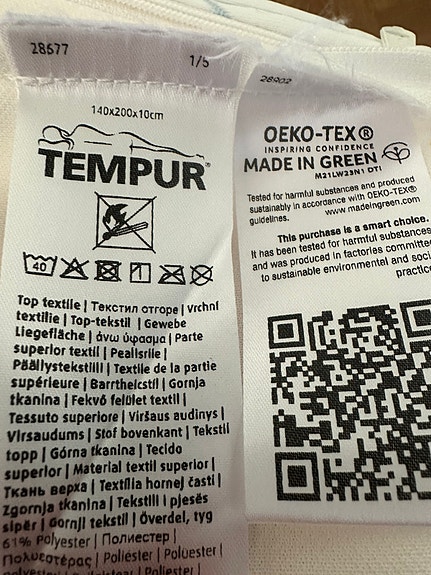 28677 1/5
140x200x10cm
TEMPUR®
40
Top textile | Текстил отгоре | Vrchní
textilie | Top-tekstil | Gewebe
Liegefläche | άνω ύφασμα | Parte
superior textil | Pealisriie |
Päällystekstiili | Textile de la partie
supérieure | Barrtheicstíl | Gornja
tkanina | Fekvő felület textil |
Tessuto superiore | Viršaus audinys |
Virsaudums | Stof bovenkant | Tekstil
topp | Górna tkanina | Tecido
superior | Material textil superior |
Ткань верха | Textília hornej časti |
Zgornja tkanina | Tekstili i pjesës
sipër | Gornji tekstil | Överdel, tyg
61% Polyester | Полиестер |
Πολυεστέρας | Poliéster | Poliester
28902
OEKO-TEX®
INSPIRING CONFIDENCE
MADE IN GREEN
M21LW23N1 DTI
Tested for harmful substances and produced
sustainably in accordance with OEKO-TEX®
guidelines. www.madeingreen.com
This purchase is a smart choice.
It has been tested for harmful substances
and was produced in factories committed
to sustainable environmental and soci
practice